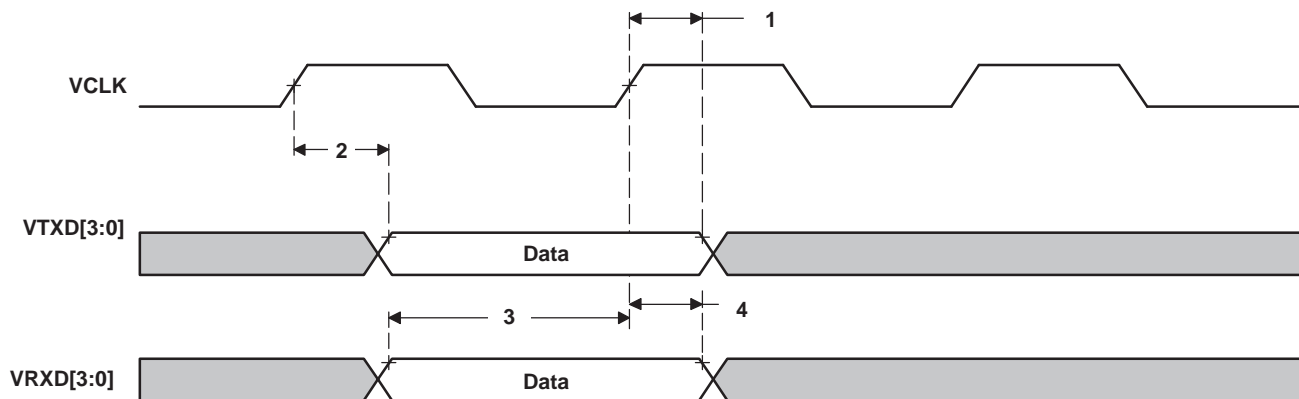 1
VCLK
2
VTXD[3:0]
Data
3
4
VRXD[3:0]
Data